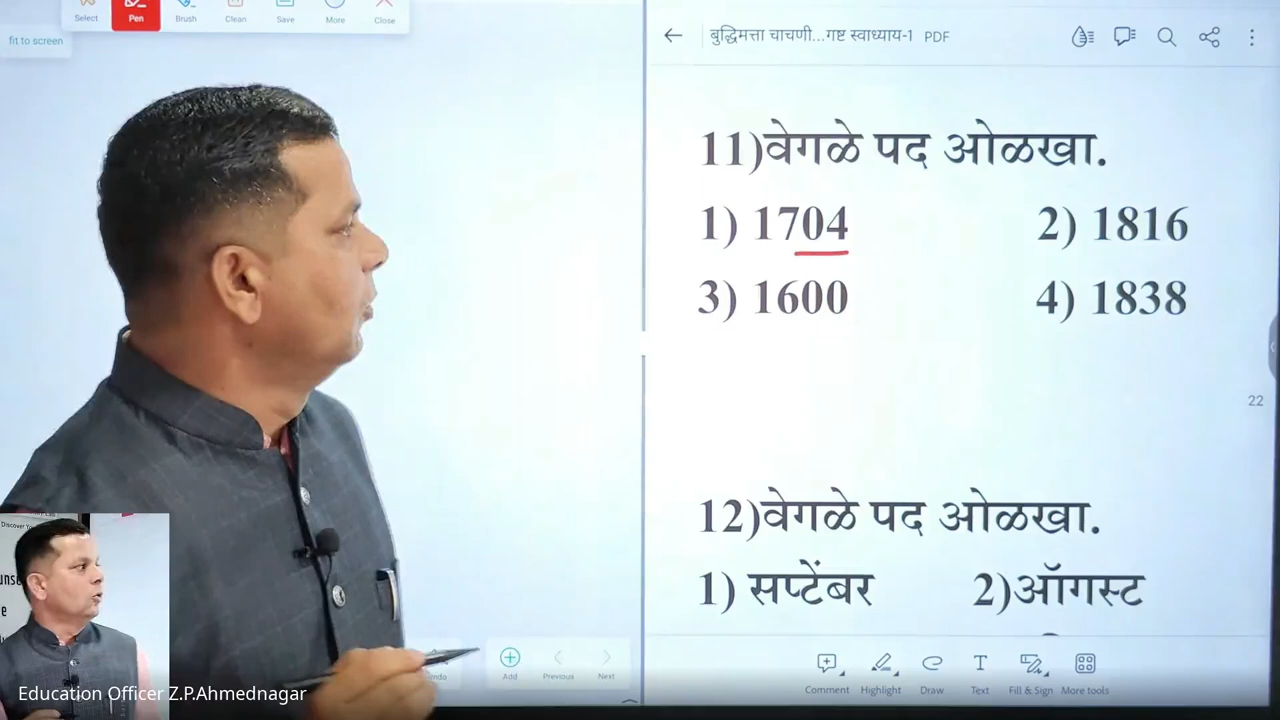 Select Pen Brush Clean Save More Close
fit to screen
बुद्धिमत्ता चाचणी...गष्ट स्वाध्याय-1 PDF
11)वेगळे पद ओळखा.
1) 1704 2) 1816
3) 1600 4) 1838
22
12)वेगळे पद ओळखा.
1) सप्टेंबर 2)ऑगस्ट
Add Previous Next
Comment Highlight Draw Text Fill & Sign More tools
Discover
Education Officer Z.P.Ahmednagar